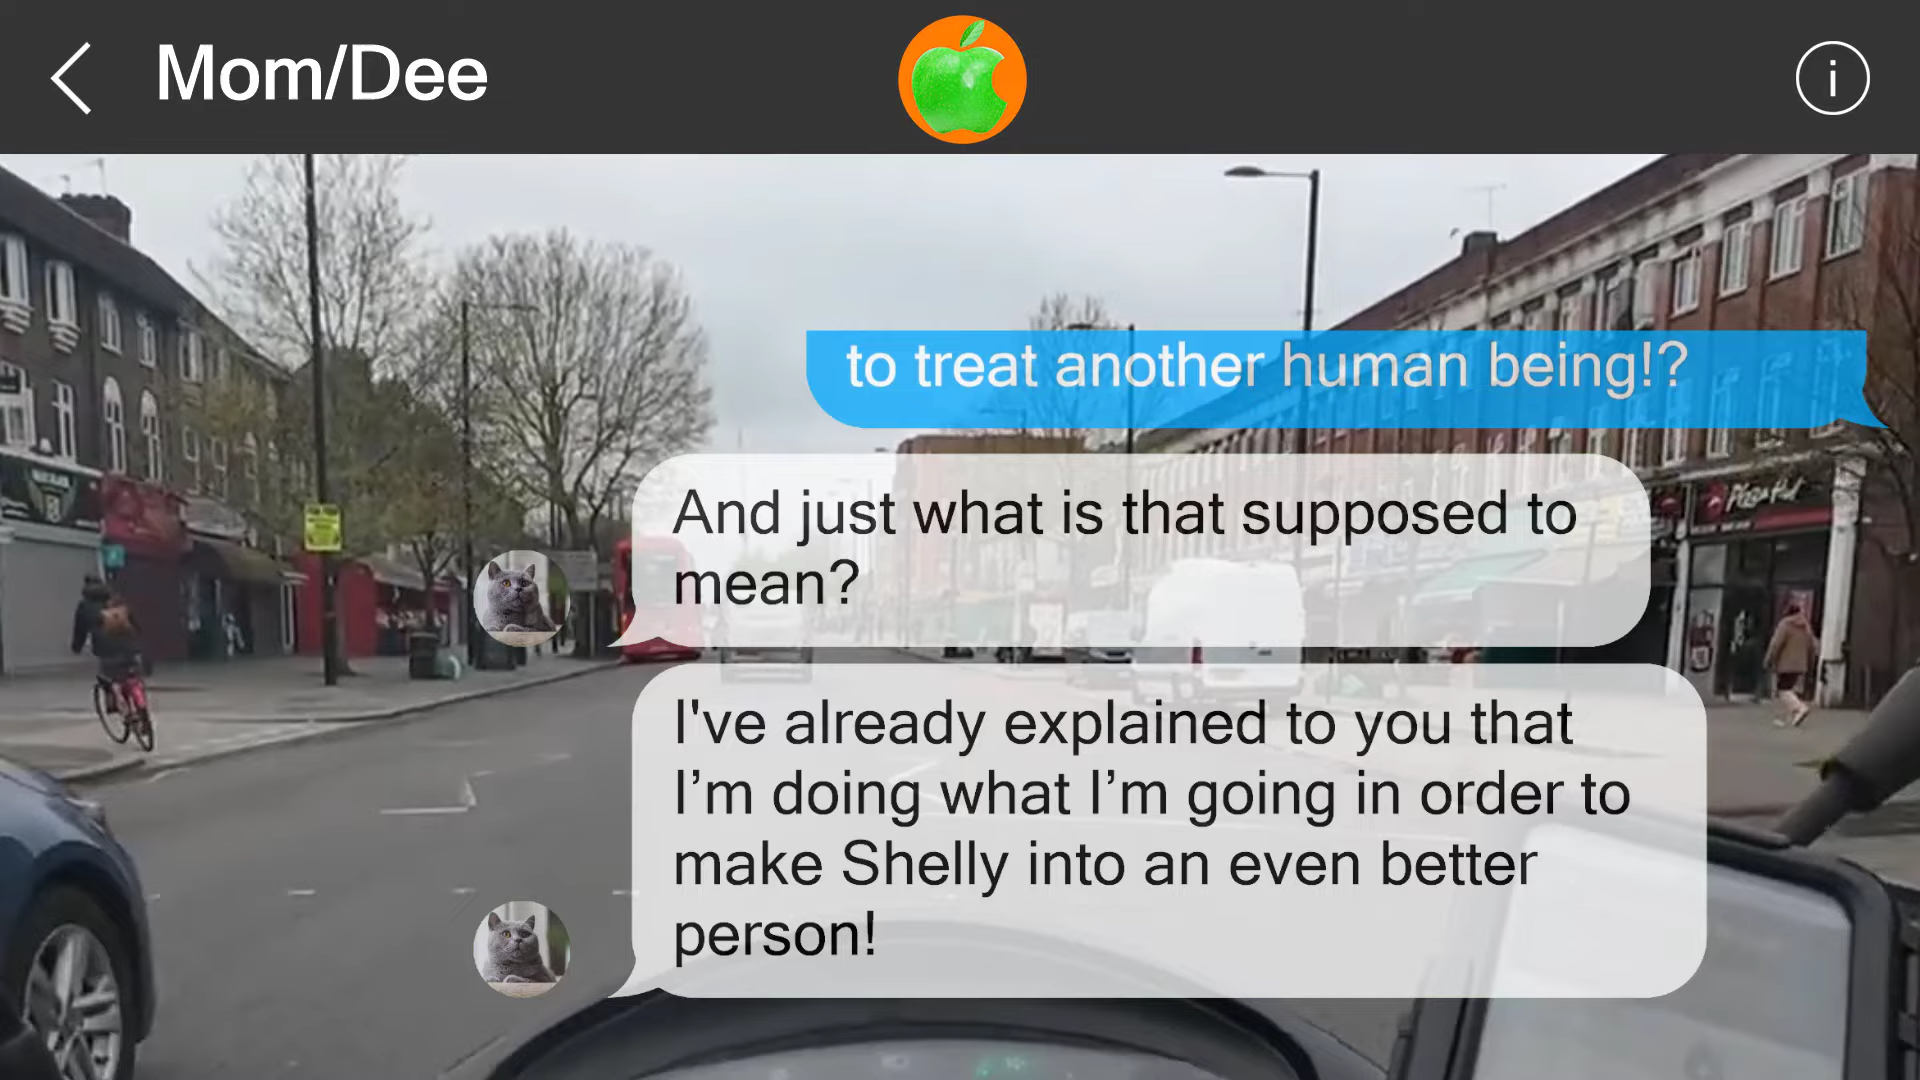 Mom/Dee
to treat another human being!?
And just what is that supposed to
mean?
I've already explained to you that
I’m doing what I’m going in order to
make Shelly into an even better
person!